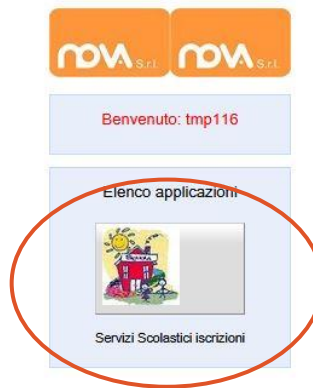 NOVA S.r.l. NOVA S.r.l.
Benvenuto: tmp116
Elenco applicazioni
Servizi Scolastici iscrizioni